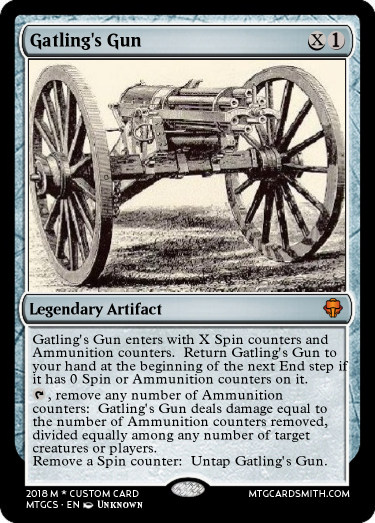 Gatling's Gun
X 1
Legendary Artifact
Gatling's Gun enters with X Spin counters and
Ammunition counters. Return Gatling's Gun to
your hand at the beginning of the next End step if
it has 0 Spin or Ammunition counters on it.
, remove any number of Ammunition
counters: Gatling's Gun deals damage equal to
the number of Ammunition counters removed,
divided equally among any number of target
creatures or players.
Remove a Spin counter: Untap Gatling's Gun.
2018 M * CUSTOM CARD
MTGCS • EN UNKNOWN
MTGCARDSMITH.COM